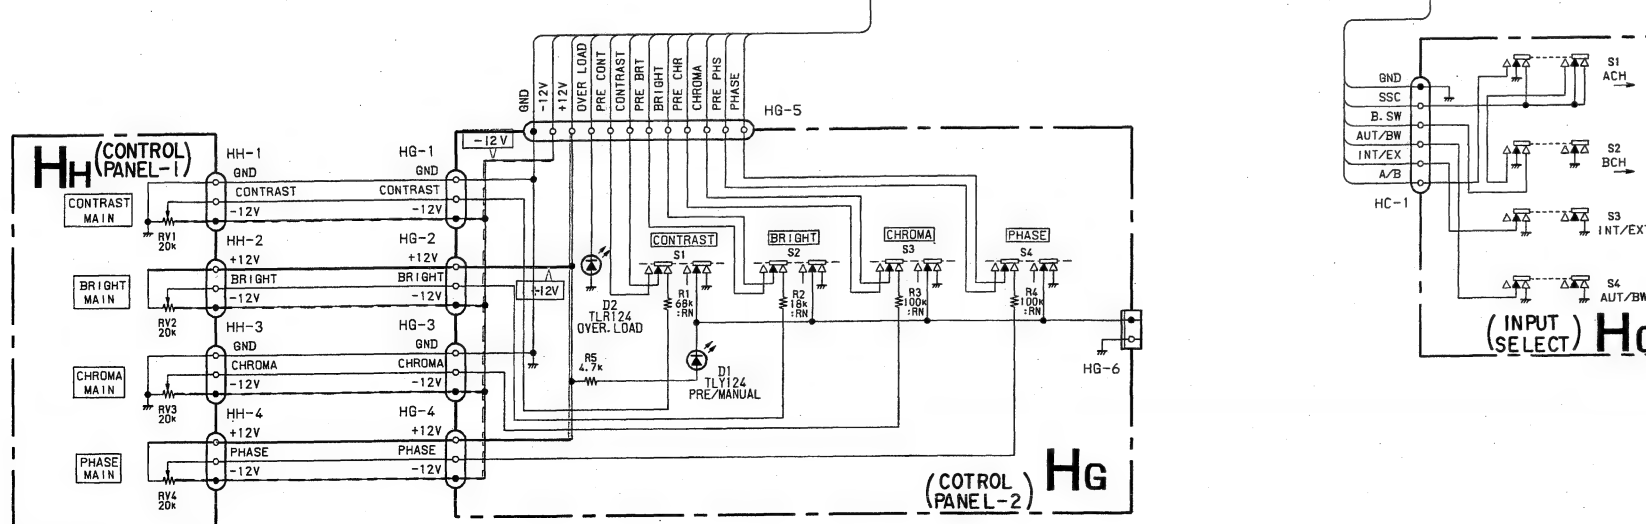 HH (CONTROL PANEL-1)
CONTRAST
MAIN
RV1
20k
BRIGHT
MAIN
RV2
20k
CHROMA
MAIN
RV3
20k
PHASE
MAIN
RV4
20k
HH-1
GND
CONTRAST
-12V
HH-2
+12V
BRIGHT
-12V
HH-3
GND
CHROMA
-12V
HH-4
+12V
PHASE
-12V
HG-1
GND
CONTRAST
-12V
HG-2
+12V
BRIGHT
-12V
HG-3
GND
CHROMA
-12V
HG-4
+12V
PHASE
-12V
GND
-12V
+12V
OVER LOAD
PRE CONT
CONTRAST
PRE BRT
BRIGHT
PRE CHR
CHROMA
PRE PHS
PHASE
HG-5
-12V
+12V
D2
TLR124
OVER.LOAD
R5
4.7k
D1
TLY124
PRE/MANUAL
CONTRAST
S1
R1
68k
:RN
BRIGHT
S2
R2
18k
:RN
CHROMA
S3
R3
100k
:RN
PHASE
S4
R4
100k
:RN
HG-6
(COTROL PANEL-2) HG
GND
SSC
B.SW
AUT/BW
INT/EX
A/B
HC-1
S1
ACH
S2
BCH
S3
INT/EXT
S4
AUT/BW
(INPUT SELECT) HC